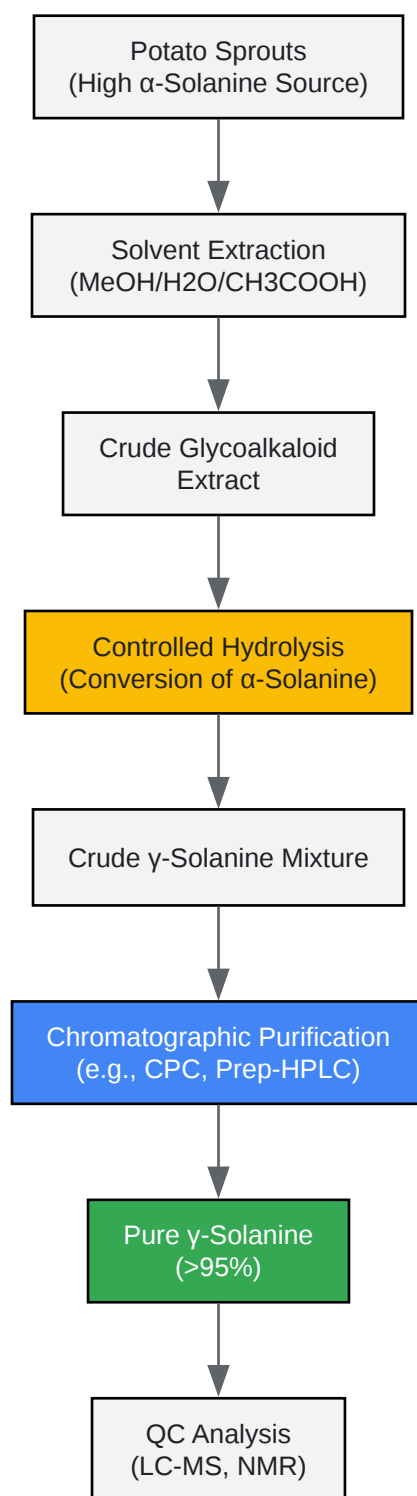 Potato Sprouts
(High α-Solanine Source)
Solvent Extraction
(MeOH/H2O/CH3COOH)
Crude Glycoalkaloid
Extract
Controlled Hydrolysis
(Conversion of α-Solanine)
Crude γ-Solanine Mixture
Chromatographic Purification
(e.g., CPC, Prep-HPLC)
Pure γ-Solanine
(>95%)
QC Analysis
(LC-MS, NMR)